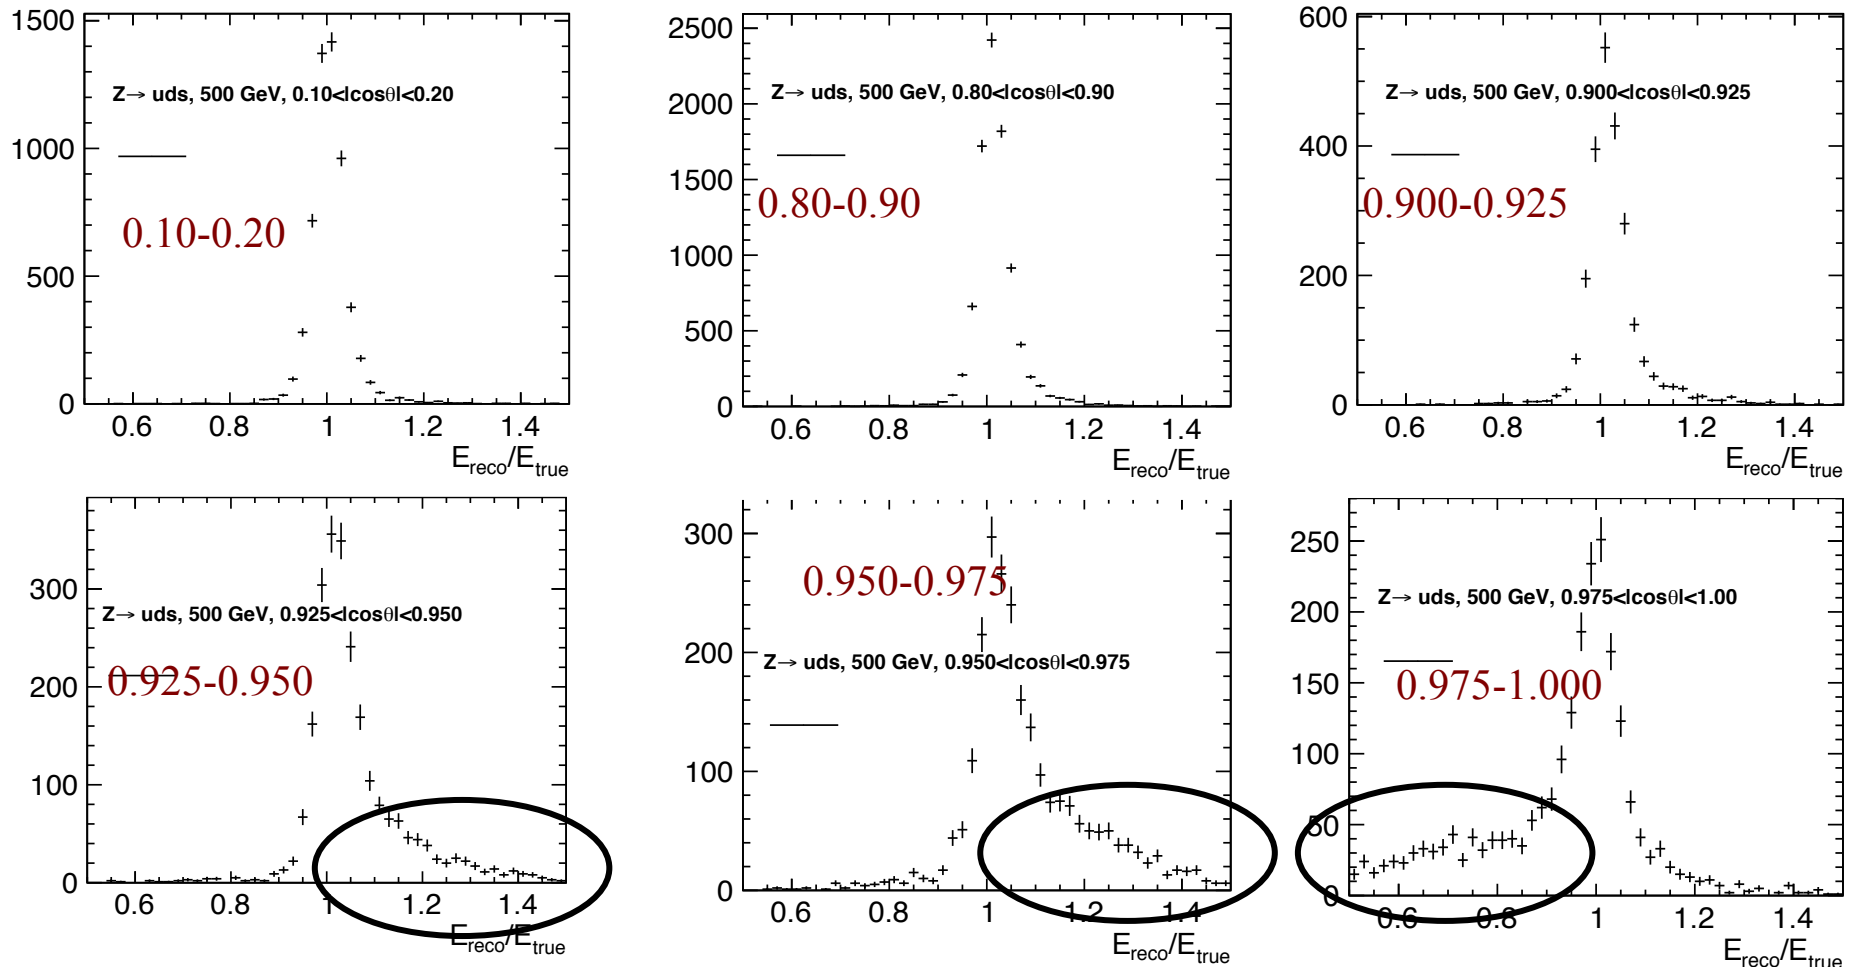 1500
1000
500
0
Z→ uds, 500 GeV, 0.10<|cosθ|<0.20
0.10-0.20
0.6 0.8 1 1.2 1.4
E_reco/E_true
2500
2000
1500
1000
500
0
Z→ uds, 500 GeV, 0.80<|cosθ|<0.90
0.80-0.90
0.6 0.8 1 1.2 1.4
E_reco/E_true
600
400
200
0
Z→ uds, 500 GeV, 0.900<|cosθ|<0.925
0.900-0.925
0.6 0.8 1 1.2 1.4
E_reco/E_true
300
200
100
0
Z→ uds, 500 GeV, 0.925<|cosθ|<0.950
0.925-0.950
0.6 0.8 1 1.2 1.4
E_reco/E_true
300
200
100
0
0.950-0.975
Z→ uds, 500 GeV, 0.950<|cosθ|<0.975
0.6 0.8 1 1.2 1.4
E_reco/E_true
250
200
150
100
50
0
Z→ uds, 500 GeV, 0.975<|cosθ|<1.00
0.975-1.000
0.6 0.8 1 1.2 1.4
E_reco/E_true